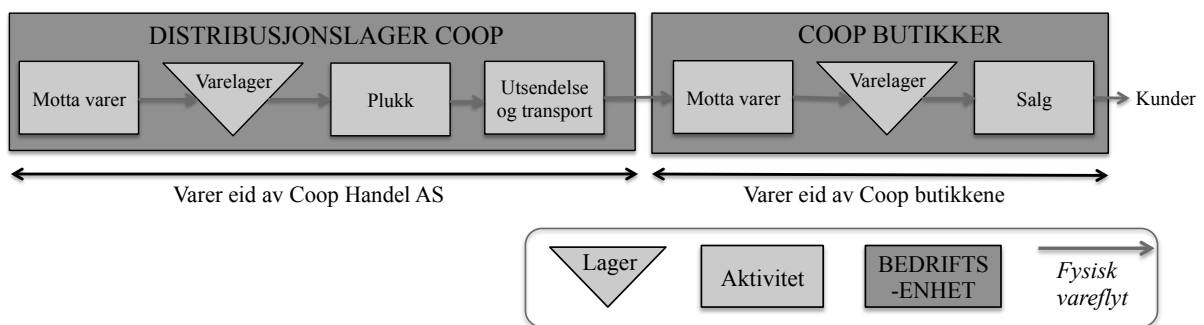 DISTRIBUSJONSLAGER COOP
Motta varer
Varelager
Plukk
Utsendelse
og transport
COOP BUTIKKER
Motta varer
Varelager
Salg
Kunder
Varer eid av Coop Handel AS
Varer eid av Coop butikkene
Lager
Aktivitet
BEDRIFTS
-ENHET
Fysisk
vareflyt